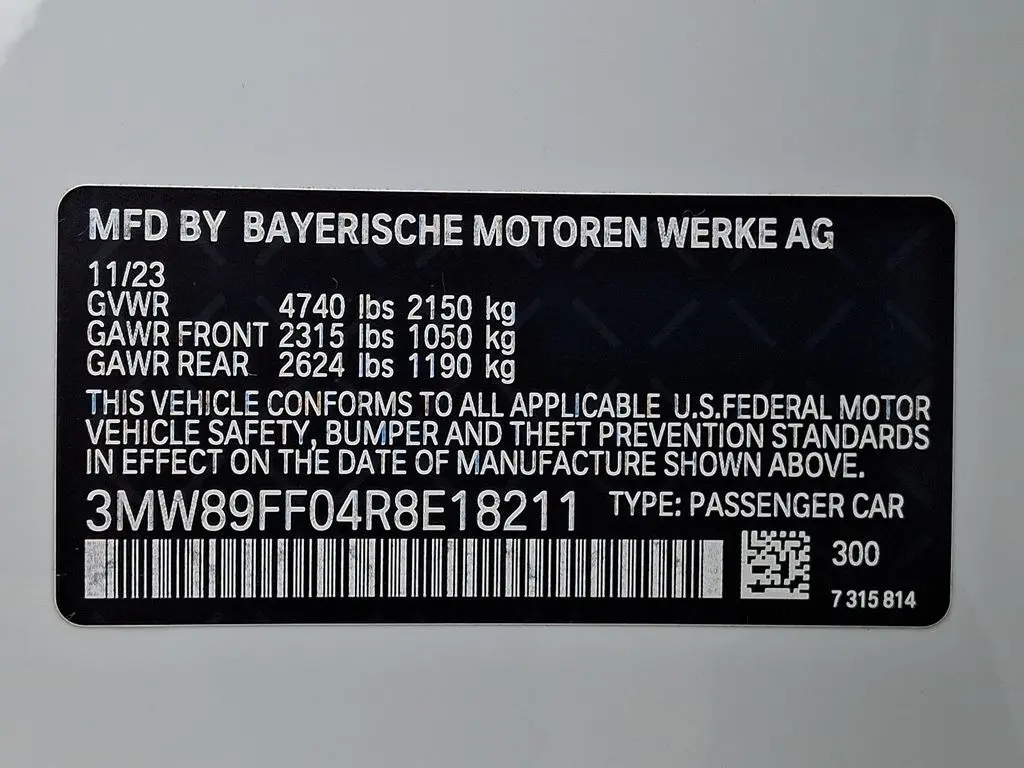 MFD BY BAYERISCHE MOTOREN WERKE AG
11/23
GVWR 4740 lbs 2150 kg
GAWR FRONT 2315 lbs 1050 kg
GAWR REAR 2624 lbs 1190 kg
THIS VEHICLE CONFORMS TO ALL APPLICABLE U.S.FEDERAL MOTOR
VEHICLE SAFETY, BUMPER AND THEFT PREVENTION STANDARDS
IN EFFECT ON THE DATE OF MANUFACTURE SHOWN ABOVE.
3MW89FF04R8E18211 TYPE: PASSENGER CAR
300
7 315 814